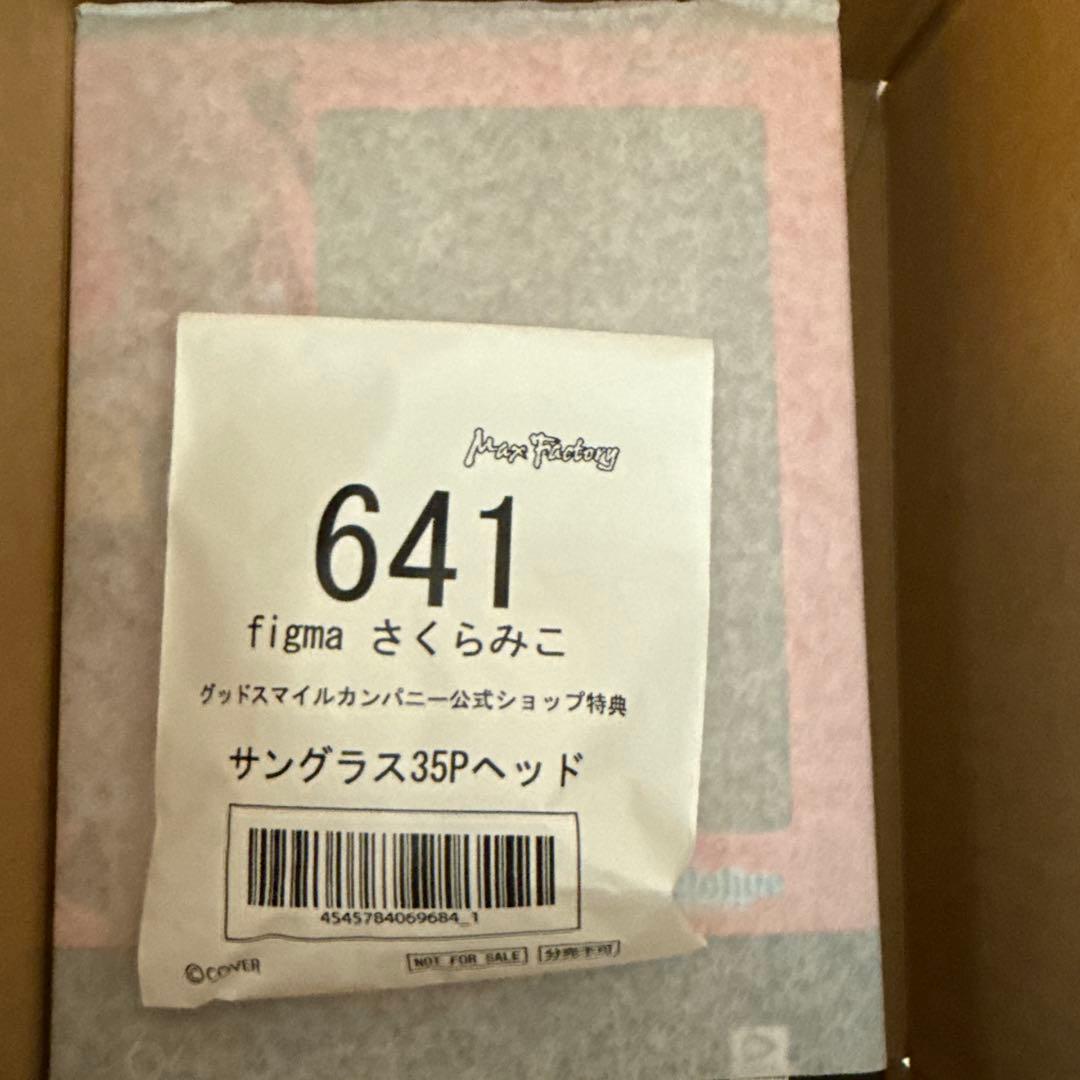 Max Factory
641
figma さくらみこ
グッドスマイルカンパニー公式ショップ特典
サングラス35Pヘッド
4545784069684_1
©COVER
NOT FOR SALE 分売不可